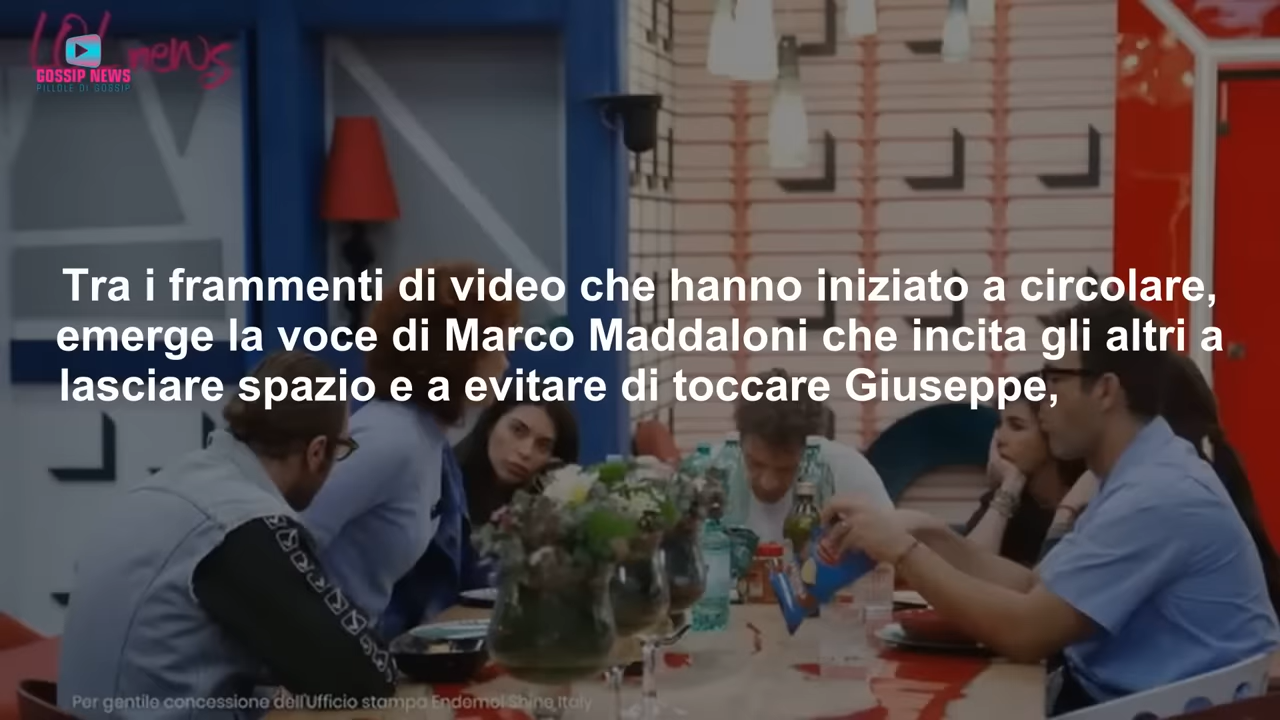 LOL news
GOSSIP NEWS
PILLOLE DI GOSSIP
Tra i frammenti di video che hanno iniziato a circolare,
emerge la voce di Marco Maddaloni che incita gli altri a
lasciare spazio e a evitare di toccare Giuseppe,
Per gentile concessione dell'Ufficio stampa Endemol Shine Italy